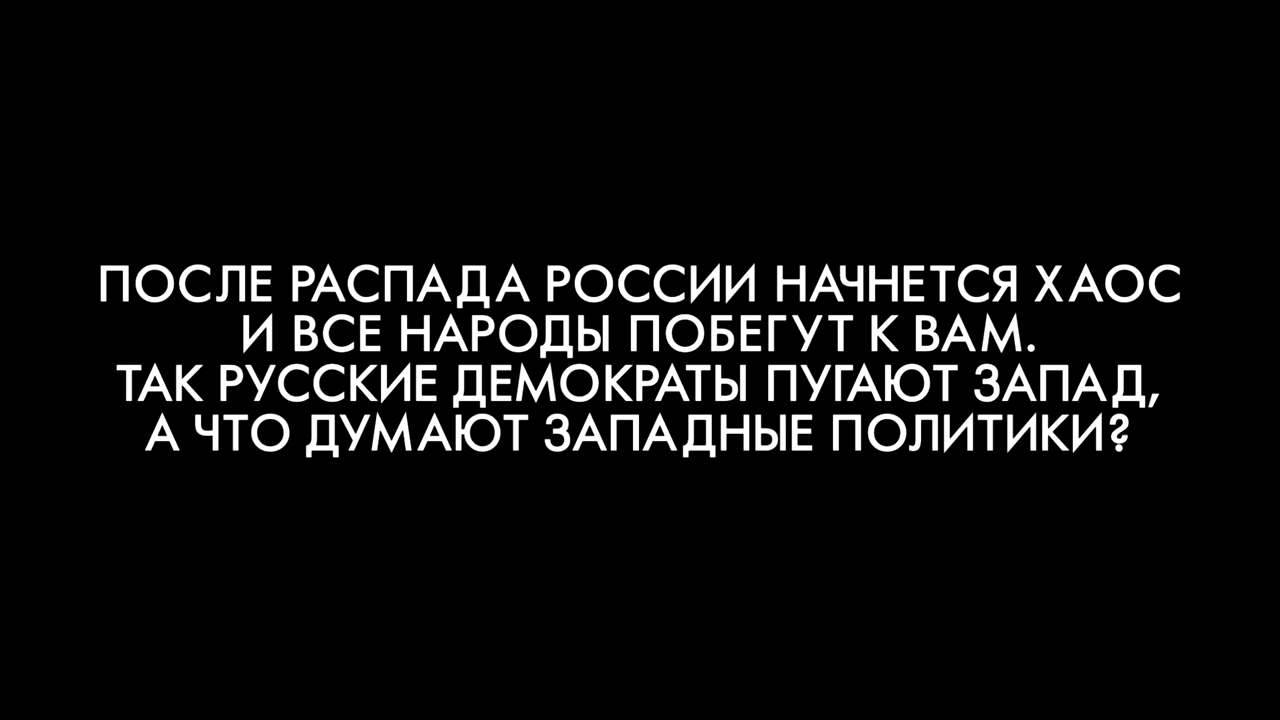 ПОСЛЕ РАСПАДА РОССИИ НАЧНЕТСЯ ХАОС
И ВСЕ НАРОДЫ ПОБЕГУТ К ВАМ.
ТАК РУССКИЕ ДЕМОКРАТЫ ПУГАЮТ ЗАПАД,
А ЧТО ДУМАЮТ ЗАПАДНЫЕ ПОЛИТИКИ?